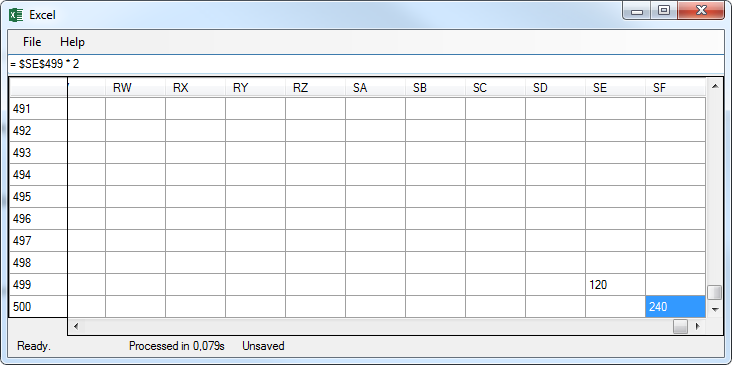 Excel
File Help
= $SE$499 * 2
RW RX RY RZ SA SB SC SD SE SF
491
492
493
494
495
496
497
498
499 120
500 240
Ready. Processed in 0,079s Unsaved